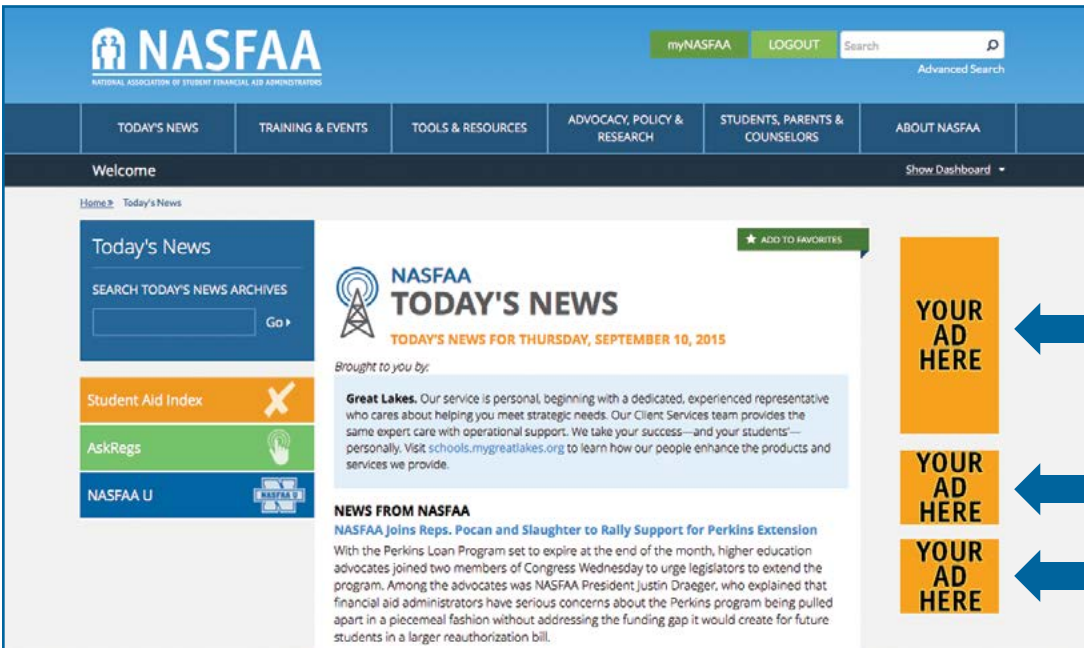 NASFAA
NATIONAL ASSOCIATION OF STUDENT FINANCIAL AID ADMINISTRATORS
myNASFAA
LOGOUT
Search
Advanced Search
TODAY'S NEWS
TRAINING & EVENTS
TOOLS & RESOURCES
ADVOCACY, POLICY &
RESEARCH
STUDENTS, PARENTS &
COUNSELORS
ABOUT NASFAA
Welcome
Show Dashboard
Home » Today's News
Today's News
SEARCH TODAY'S NEWS ARCHIVES
Go
Student Aid Index
AskRegs
NASFAA U
NASFAA U
ADD TO FAVORITES
NASFAA
TODAY'S NEWS
TODAY'S NEWS FOR THURSDAY, SEPTEMBER 10, 2015
Brought to you by:
Great Lakes. Our service is personal, beginning with a dedicated, experienced representative
who cares about helping you meet strategic needs. Our Client Services team provides the
same expert care with operational support. We take your success—and your students'—
personally. Visit schools.mygreatlakes.org to learn how our people enhance the products and
services we provide.
NEWS FROM NASFAA
NASFAA Joins Reps. Pocan and Slaughter to Rally Support for Perkins Extension
With the Perkins Loan Program set to expire at the end of the month, higher education
advocates joined two members of Congress Wednesday to urge legislators to extend the
program. Among the advocates was NASFAA President Justin Draeger, who explained that
financial aid administrators have serious concerns about the Perkins program being pulled
apart in a piecemeal fashion without addressing the funding gap it would create for future
students in a larger reauthorization bill.
YOUR
AD
HERE
YOUR
AD
HERE
YOUR
AD
HERE